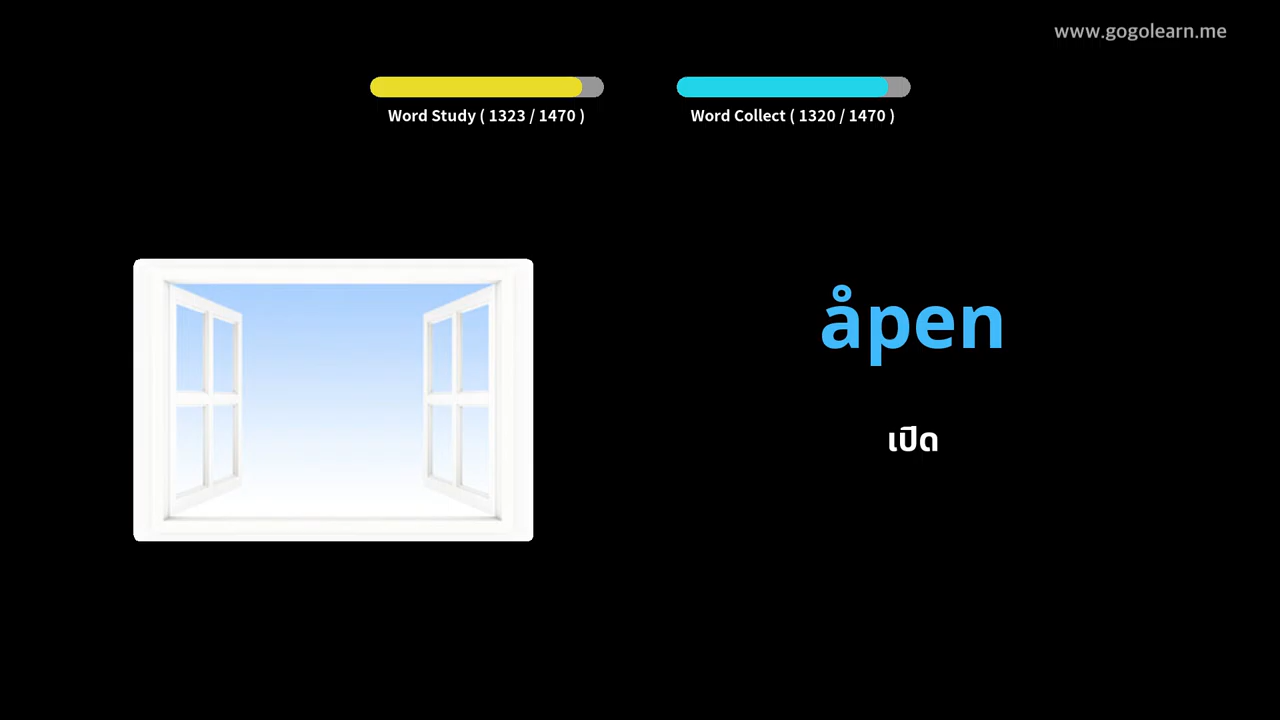 www.gogolearn.me
Word Study ( 1323 / 1470 )
Word Collect ( 1320 / 1470 )
åpen
เปิด